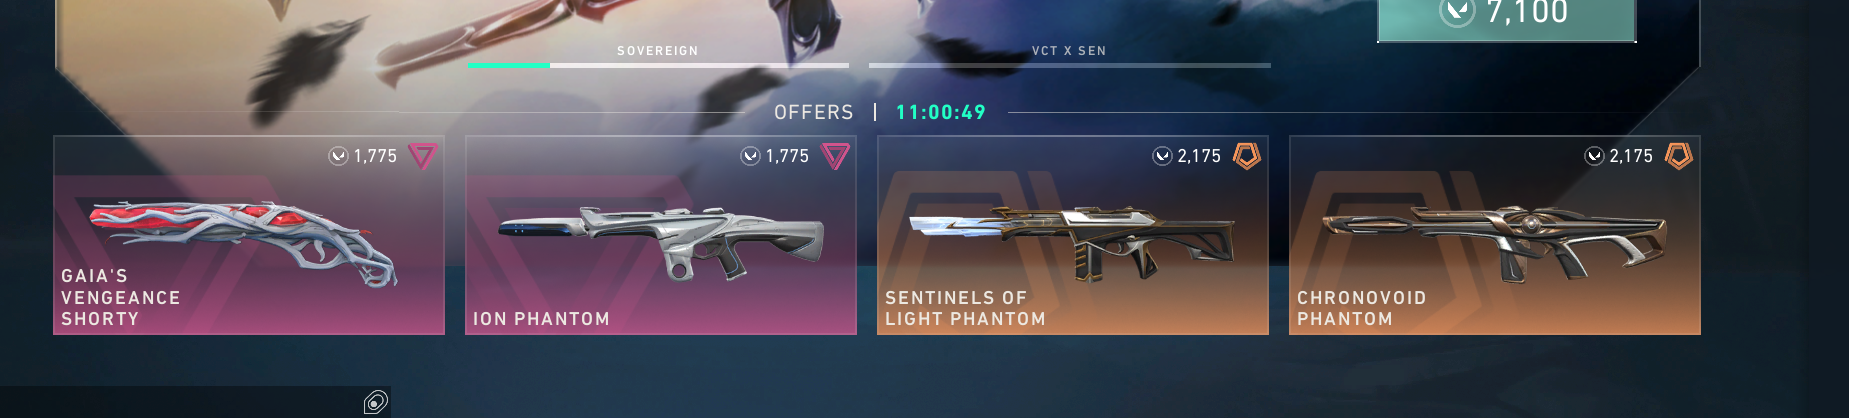 7,100
SOVEREIGN
VCT X SEN
OFFERS | 11:00:49
1,775
GAIA'S
VENGEANCE
SHORTY
1,775
ION PHANTOM
2,175
SENTINELS OF
LIGHT PHANTOM
2,175
CHRONOVOID
PHANTOM